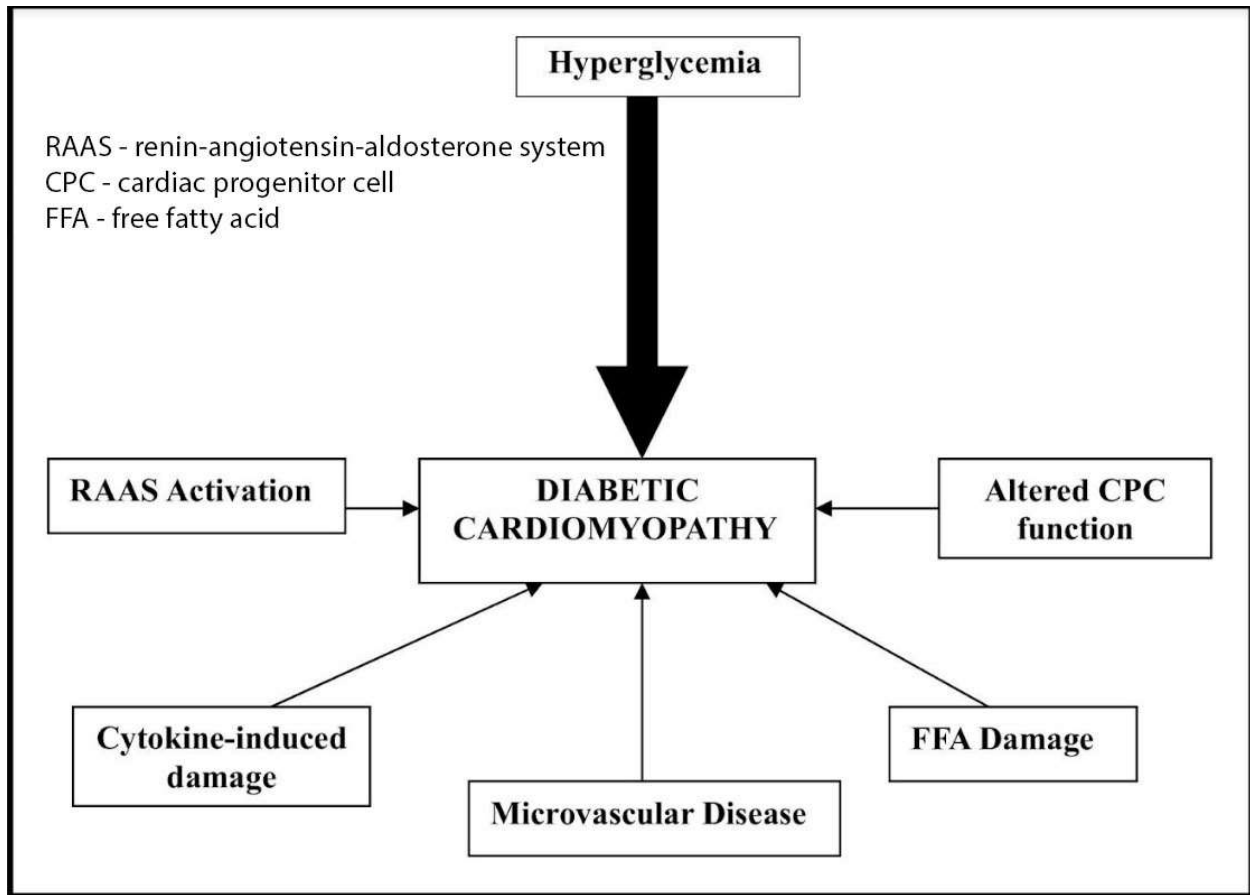 Hyperglycemia
RAAS - renin-angiotensin-aldosterone system
CPC - cardiac progenitor cell
FFA - free fatty acid
RAAS Activation
DIABETIC
CARDIOMYOPATHY
Altered CPC
function
Cytokine-induced
damage
Microvascular Disease
FFA Damage